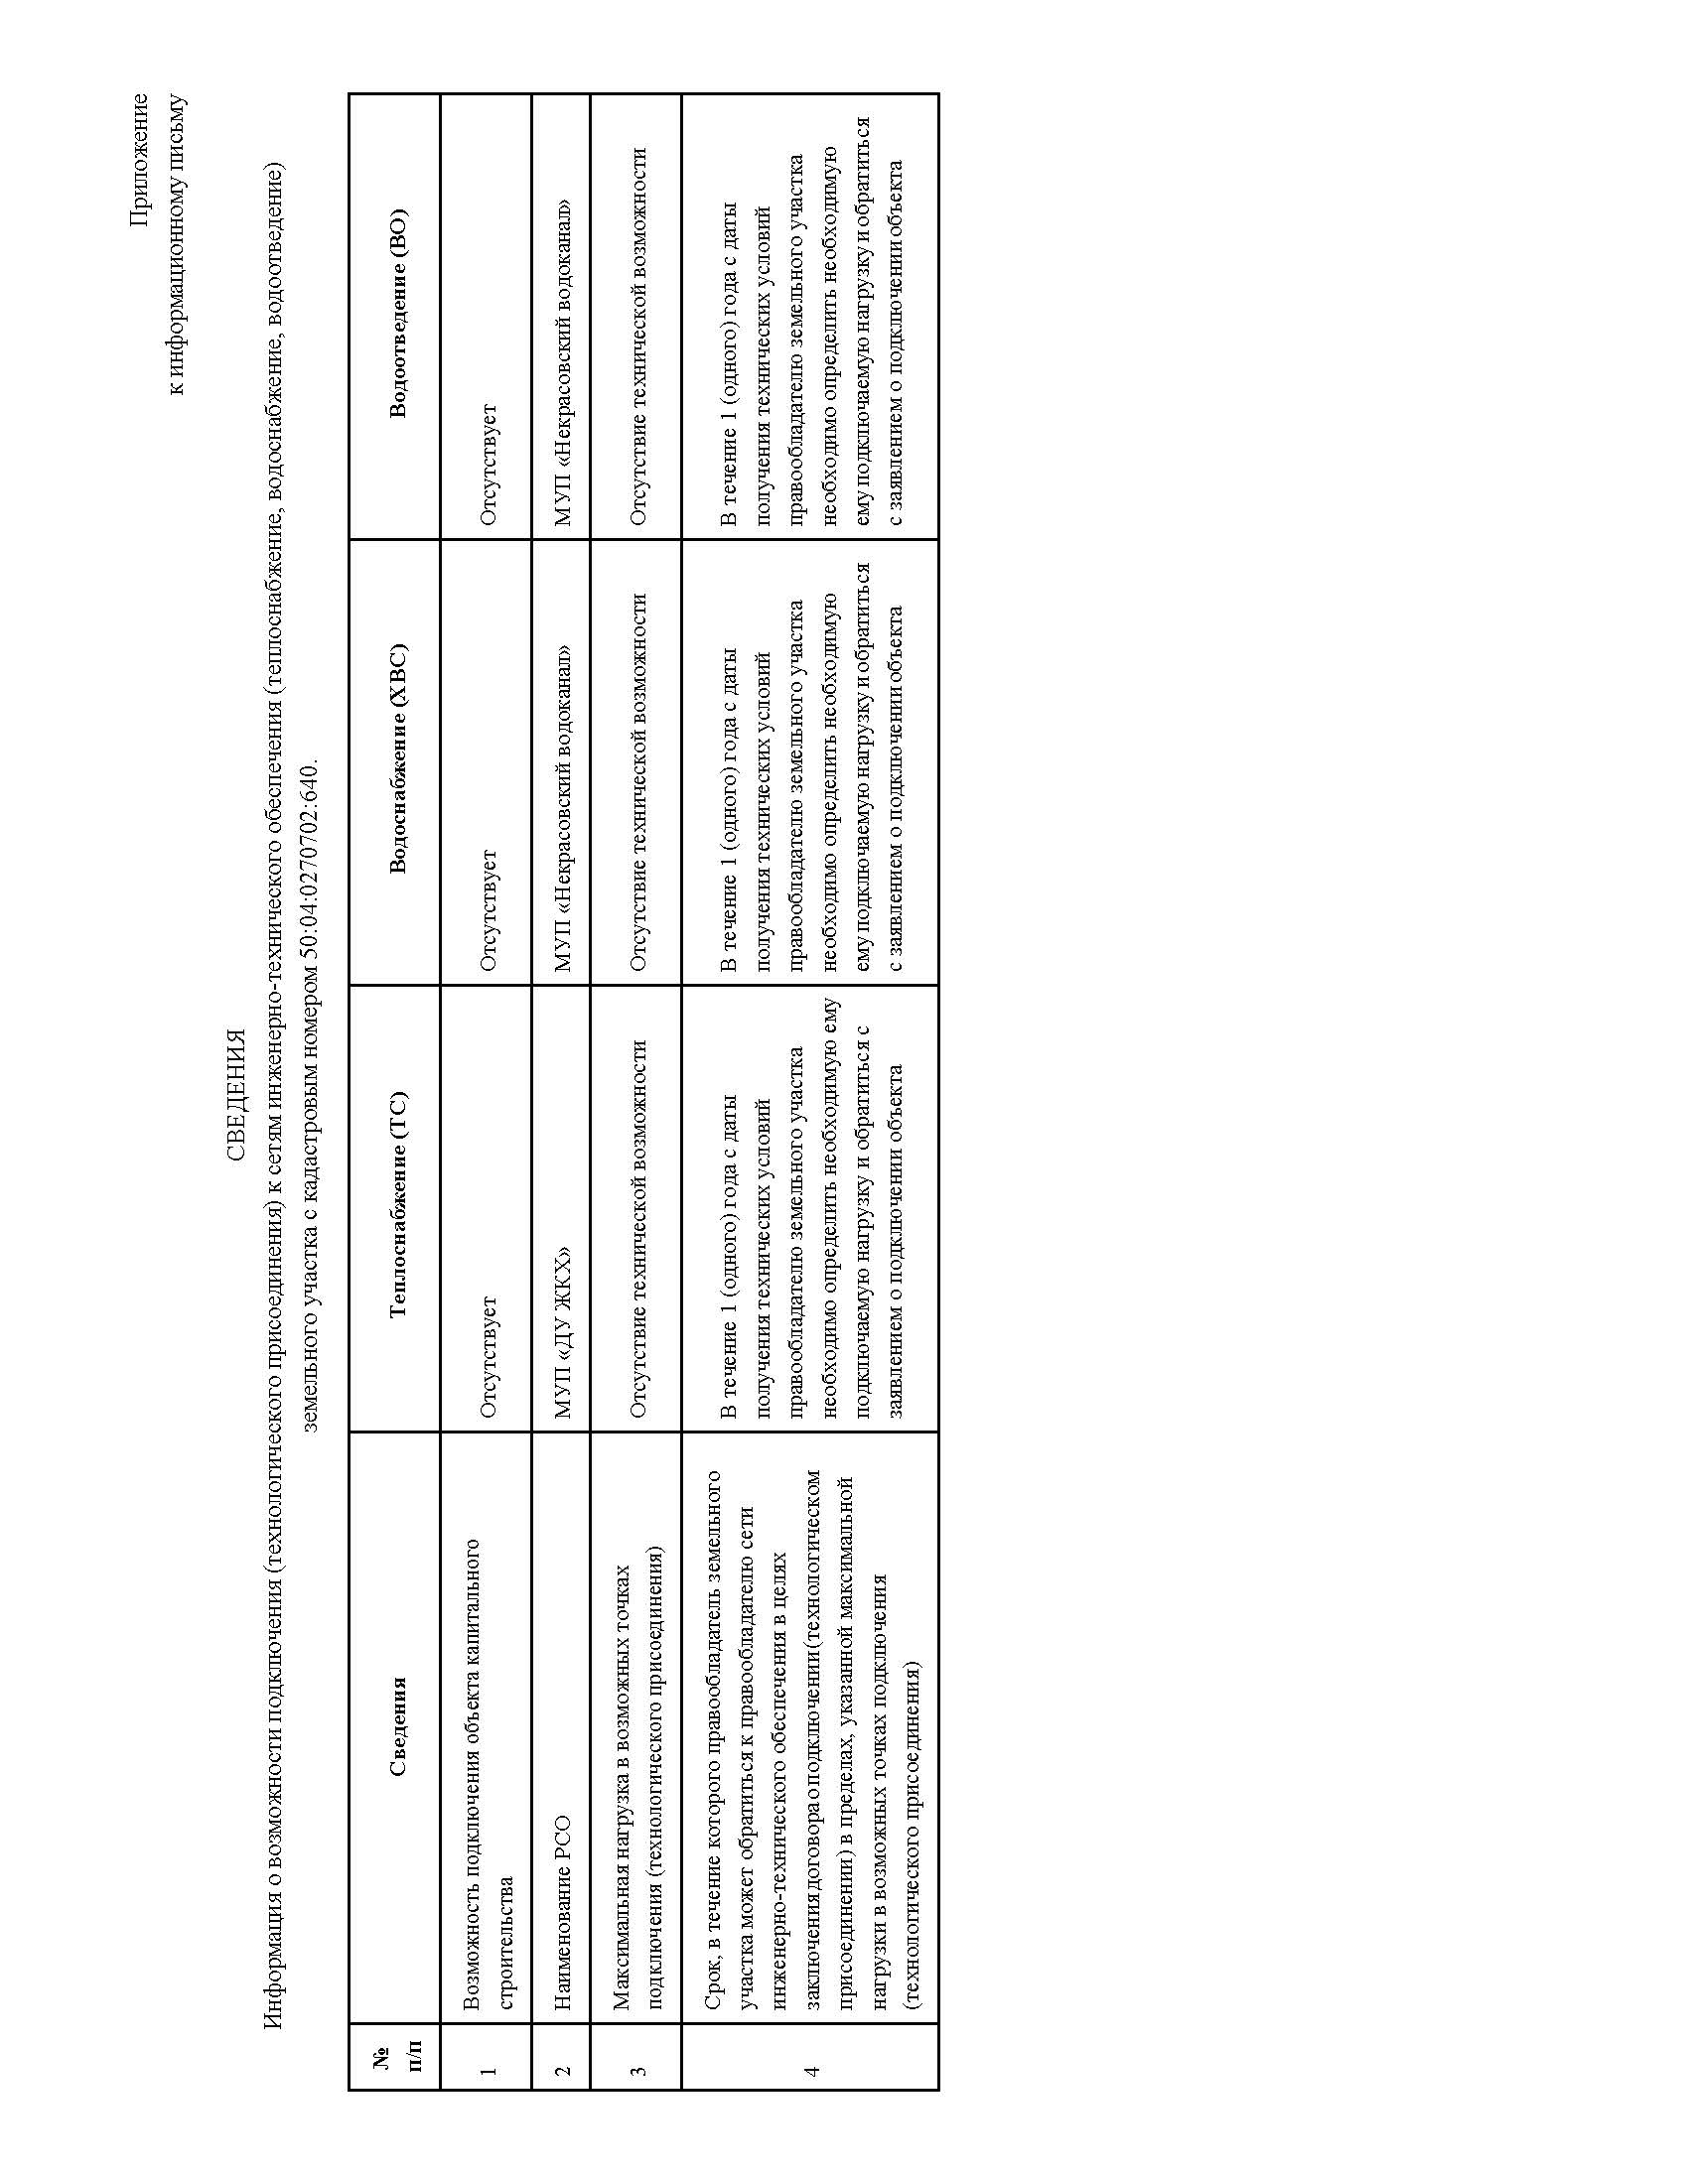 Приложение
к информационному письму
СВЕДЕНИЯ
Информация о возможности подключения (технологического присоединения) к сетям инженерно-технического обеспечения (теплоснабжение, водоснабжение, водоотведение)
земельного участка с кадастровым номером 50:04:0270702:640.
№
п/п
Сведения
Теплоснабжение (ТС)
Водоснабжение (ХВС)
Водоотведение (ВО)
1
Возможность подключения объекта капитального
строительства
Отсутствует
Отсутствует
Отсутствует
2
Наименование РСО
МУП «ДУ ЖКХ»
МУП «Некрасовский водоканал»
МУП «Некрасовский водоканал»
3
Максимальная нагрузка в возможных точках
подключения (технологического присоединения)
Отсутствие технической возможности
Отсутствие технической возможности
Отсутствие технической возможности
4
Срок, в течение которого правообладатель земельного
участка может обратиться к правообладателю сети
инженерно-технического обеспечения в целях
заключения договора о подключении (технологическом
присоединении) в пределах, указанной максимальной
нагрузки в возможных точках подключения
(технологического присоединения)
В течение 1 (одного) года с даты
получения технических условий
правообладателю земельного участка
необходимо определить необходимую ему
подключаемую нагрузку и обратиться с
заявлением о подключении объекта
В течение 1 (одного) года с даты
получения технических условий
правообладателю земельного участка
необходимо определить необходимую
ему подключаемую нагрузку и обратиться
с заявлением о подключении объекта
В течение 1 (одного) года с даты
получения технических условий
правообладателю земельного участка
необходимо определить необходимую
ему подключаемую нагрузку и обратиться
с заявлением о подключении объекта